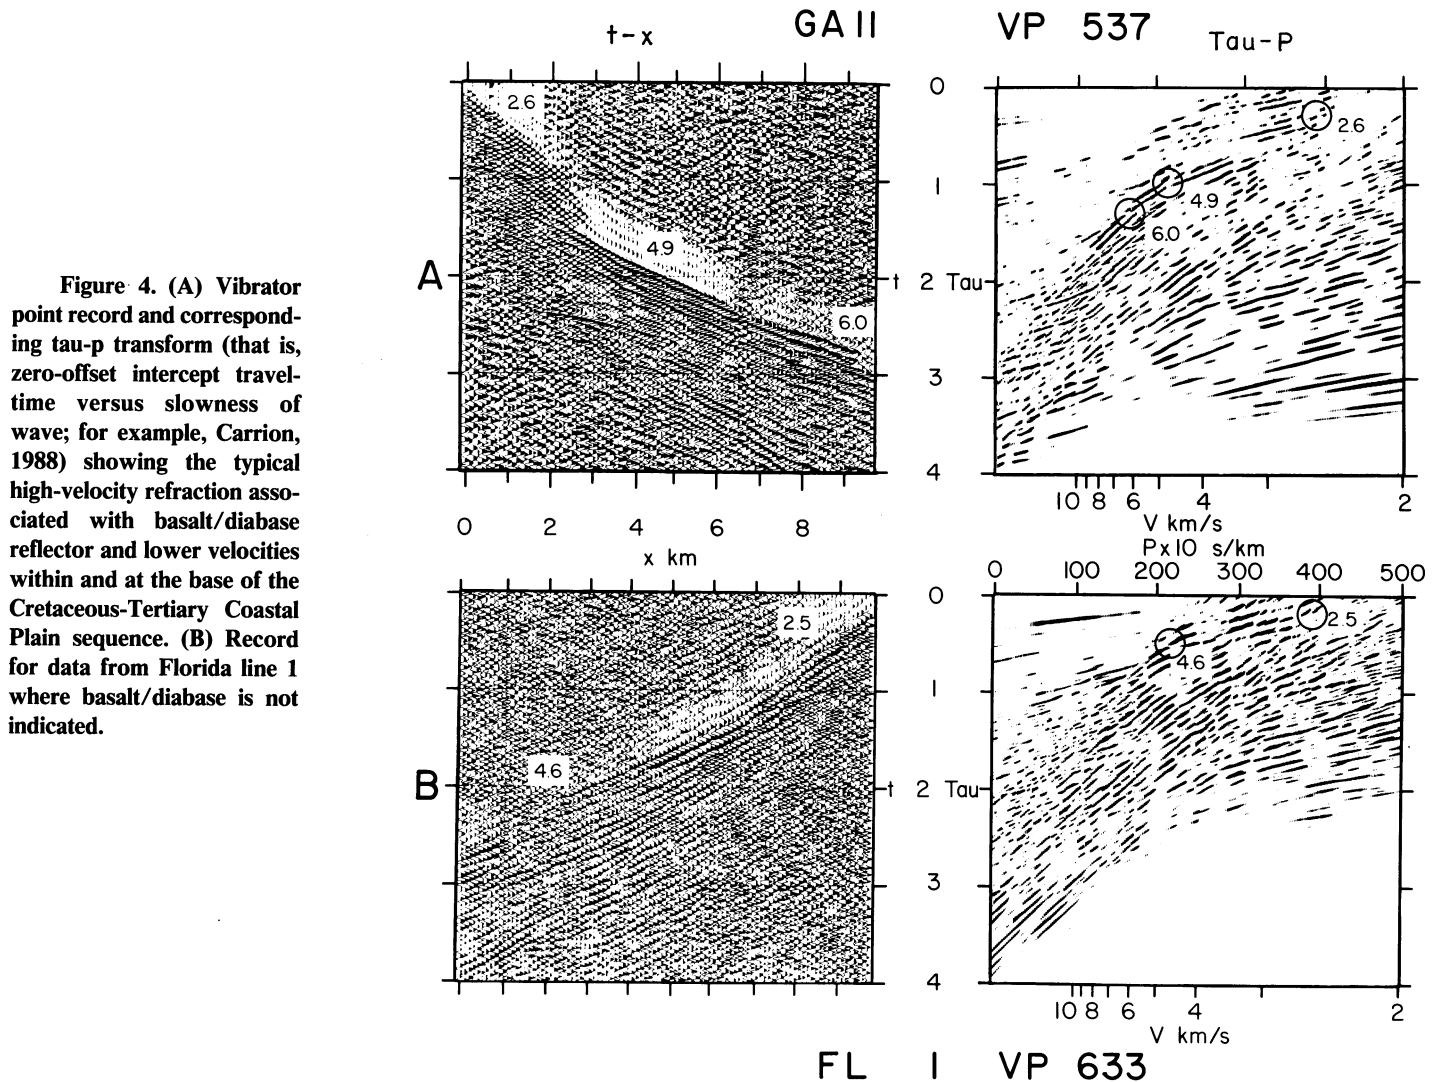 GA II VP 537
t-x Tau-P
2.6
4.9
6.0
A
0
1
t 2 Tau
3
4
2.6
4.9
6.0
0 2 4 6 8
x km
10 8 6 4 2
V km/s
Px10 s/km
0 100 200 300 400 500
2.5
4.6
B
0
1
t 2 Tau
3
4
2.5
4.6
10 8 6 4 2
V km/s
FL 1 VP 633
Figure 4. (A) Vibrator
point record and correspond-
ing tau-p transform (that is,
zero-offset intercept travel-
time versus slowness of
wave; for example, Carrion,
1988) showing the typical
high-velocity refraction asso-
ciated with basalt/diabase
reflector and lower velocities
within and at the base of the
Cretaceous-Tertiary Coastal
Plain sequence. (B) Record
for data from Florida line 1
where basalt/diabase is not
indicated.